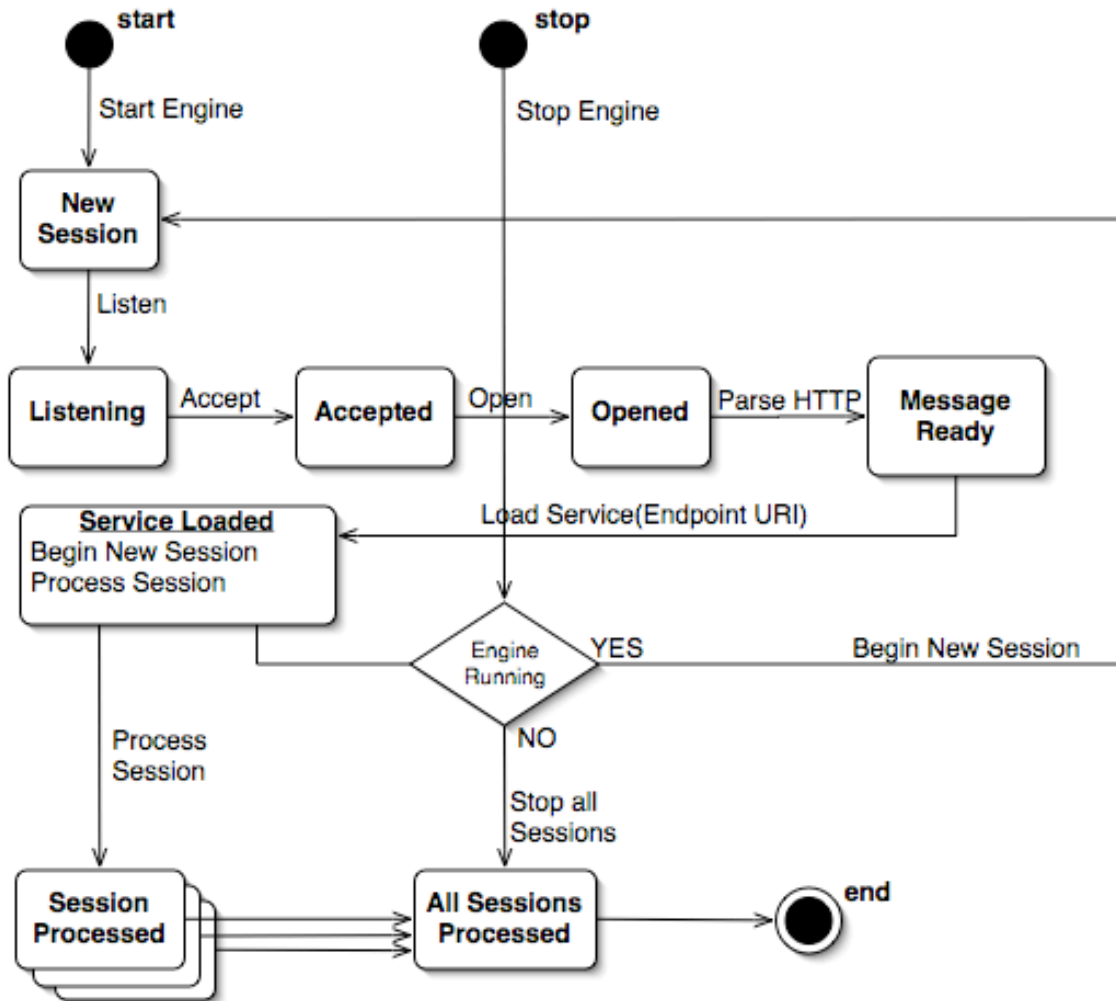 start
stop
Start Engine
Stop Engine
New
Session
Listen
Listening
Accept
Accepted
Open
Opened
Parse HTTP
Message
Ready
Load Service(Endpoint URI)
Service Loaded
Begin New Session
Process Session
Engine
Running
YES
Begin New Session
NO
Process
Session
Stop all
Sessions
Session
Processed
All Sessions
Processed
end